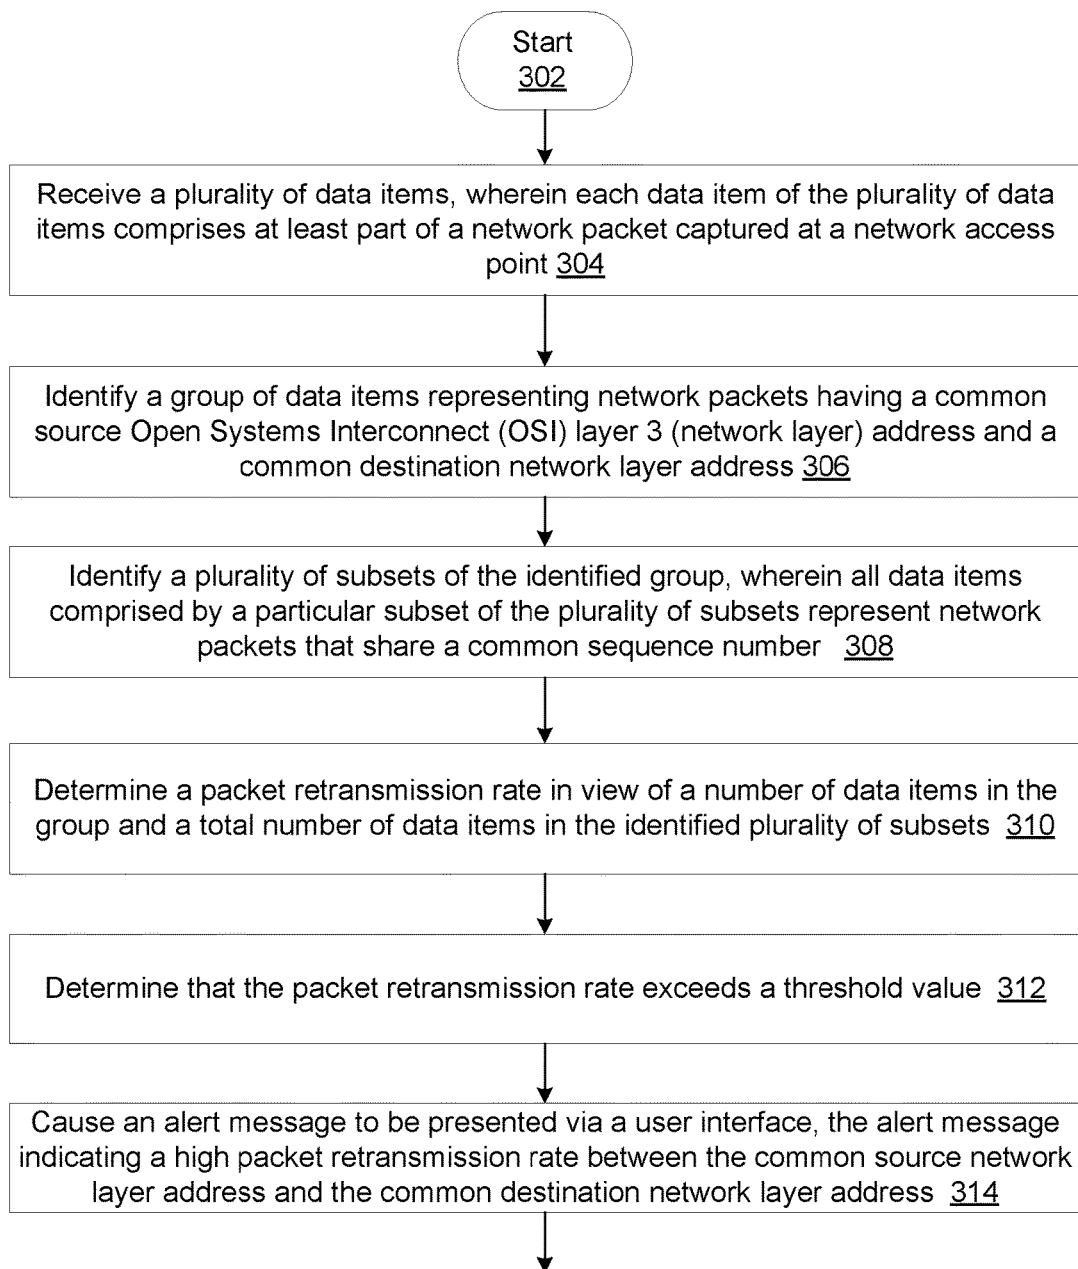 Start
302
Receive a plurality of data items, wherein each data item of the plurality of data
items comprises at least part of a network packet captured at a network access
point 304
Identify a group of data items representing network packets having a common
source Open Systems Interconnect (OSI) layer 3 (network layer) address and a
common destination network layer address 306
Identify a plurality of subsets of the identified group, wherein all data items
comprised by a particular subset of the plurality of subsets represent network
packets that share a common sequence number 308
Determine a packet retransmission rate in view of a number of data items in the
group and a total number of data items in the identified plurality of subsets 310
Determine that the packet retransmission rate exceeds a threshold value 312
Cause an alert message to be presented via a user interface, the alert message
indicating a high packet retransmission rate between the common source network
layer address and the common destination network layer address 314